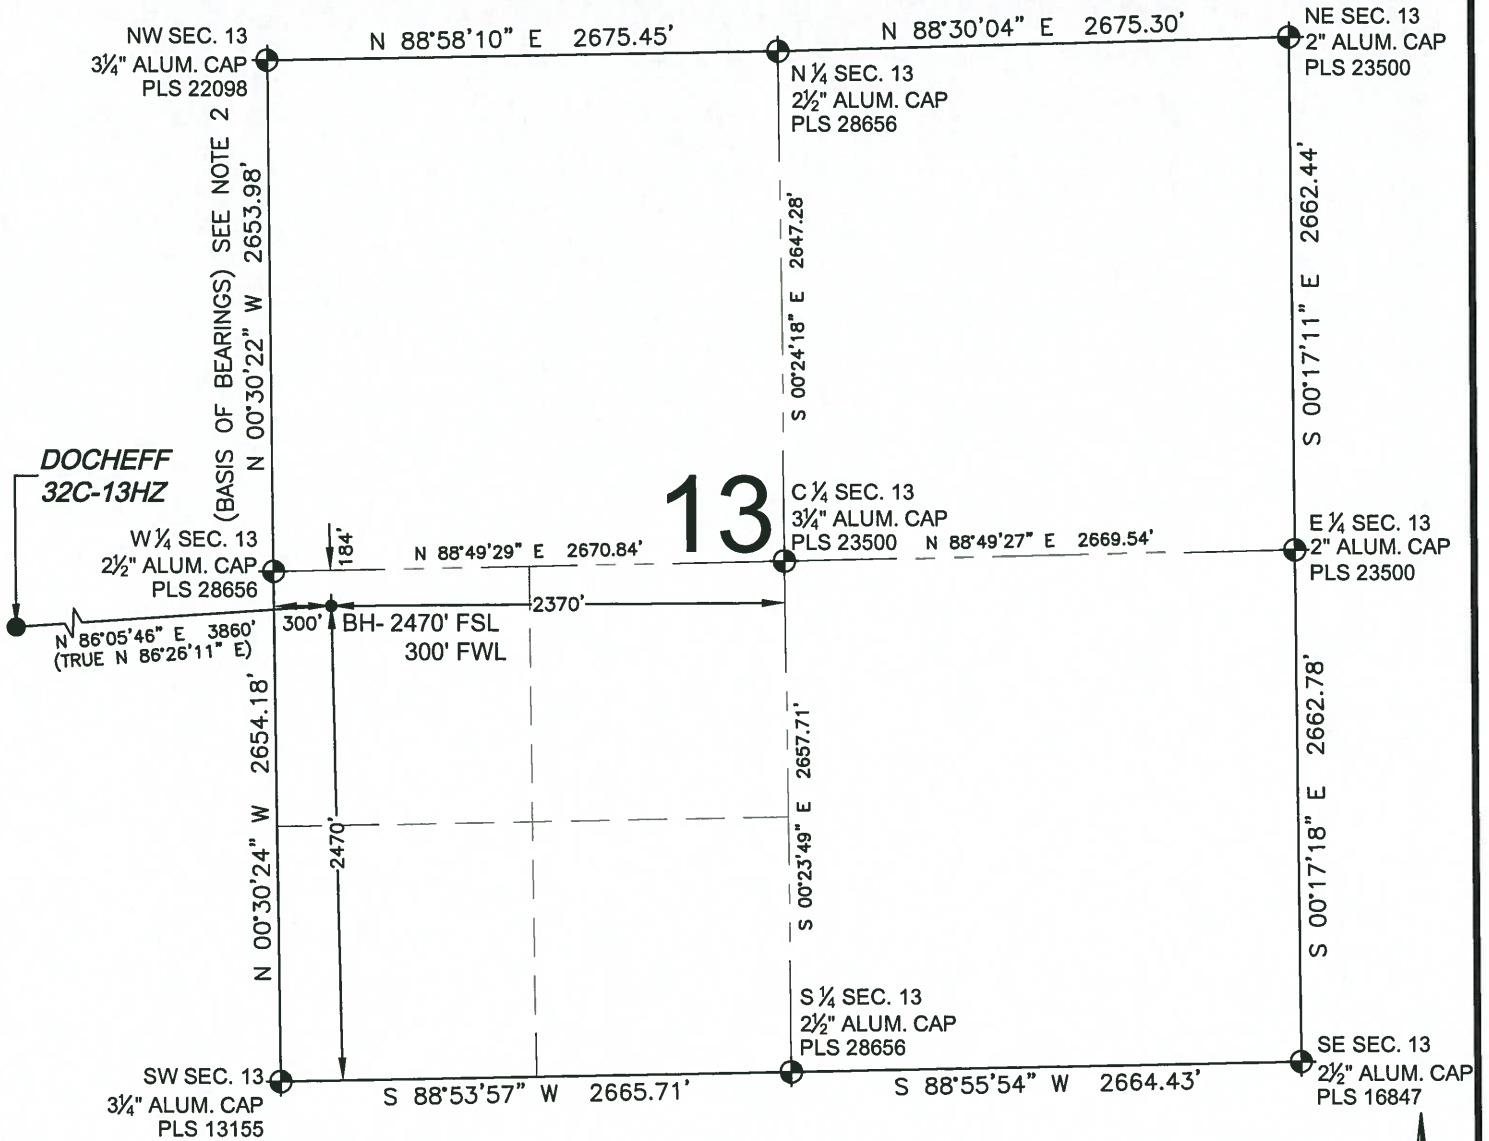 NW SEC. 13
3¼" ALUM. CAP
PLS 22098
N 88°58'10" E 2675.45'
N 88°30'04" E 2675.30'
NE SEC. 13
2" ALUM. CAP
PLS 23500
N ¼ SEC. 13
2½" ALUM. CAP
PLS 28656
(BASIS OF BEARINGS) SEE NOTE 2
N 00°30'22" W 2653.98'
S 00°24'18" E 2647.28'
S 00°17'11" E 2662.44'
DOCHEFF
32C-13HZ
W ¼ SEC. 13
2½" ALUM. CAP
PLS 28656
184'
N 88°49'29" E 2670.84'
13
C ¼ SEC. 13
3¼" ALUM. CAP
PLS 23500
N 88°49'27" E 2669.54'
E ¼ SEC. 13
2" ALUM. CAP
PLS 23500
N 86°05'46" E 3860'
(TRUE N 86°26'11" E)
300'
BH- 2470' FSL
300' FWL
2370'
N 00°30'24" W 2654.18'
2470'
S 00°23'49" E 2657.71'
S 00°17'18" E 2662.78'
S ¼ SEC. 13
2½" ALUM. CAP
PLS 28656
SW SEC. 13
3¼" ALUM. CAP
PLS 13155
S 88°53'57" W 2665.71'
S 88°55'54" W 2664.43'
SE SEC. 13
2½" ALUM. CAP
PLS 16847